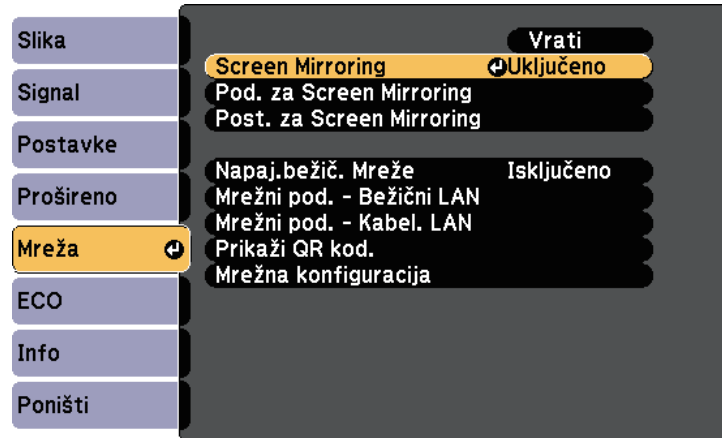 Slika
Signal
Postavke
Prošireno
Mreža
ECO
Info
Poništi
Vrati
Screen Mirroring Uključeno
Pod. za Screen Mirroring
Post. za Screen Mirroring
Napaj.bežič. Mreže Isključeno
Mrežni pod. - Bežični LAN
Mrežni pod. - Kabel. LAN
Prikaži QR kod.
Mrežna konfiguracija